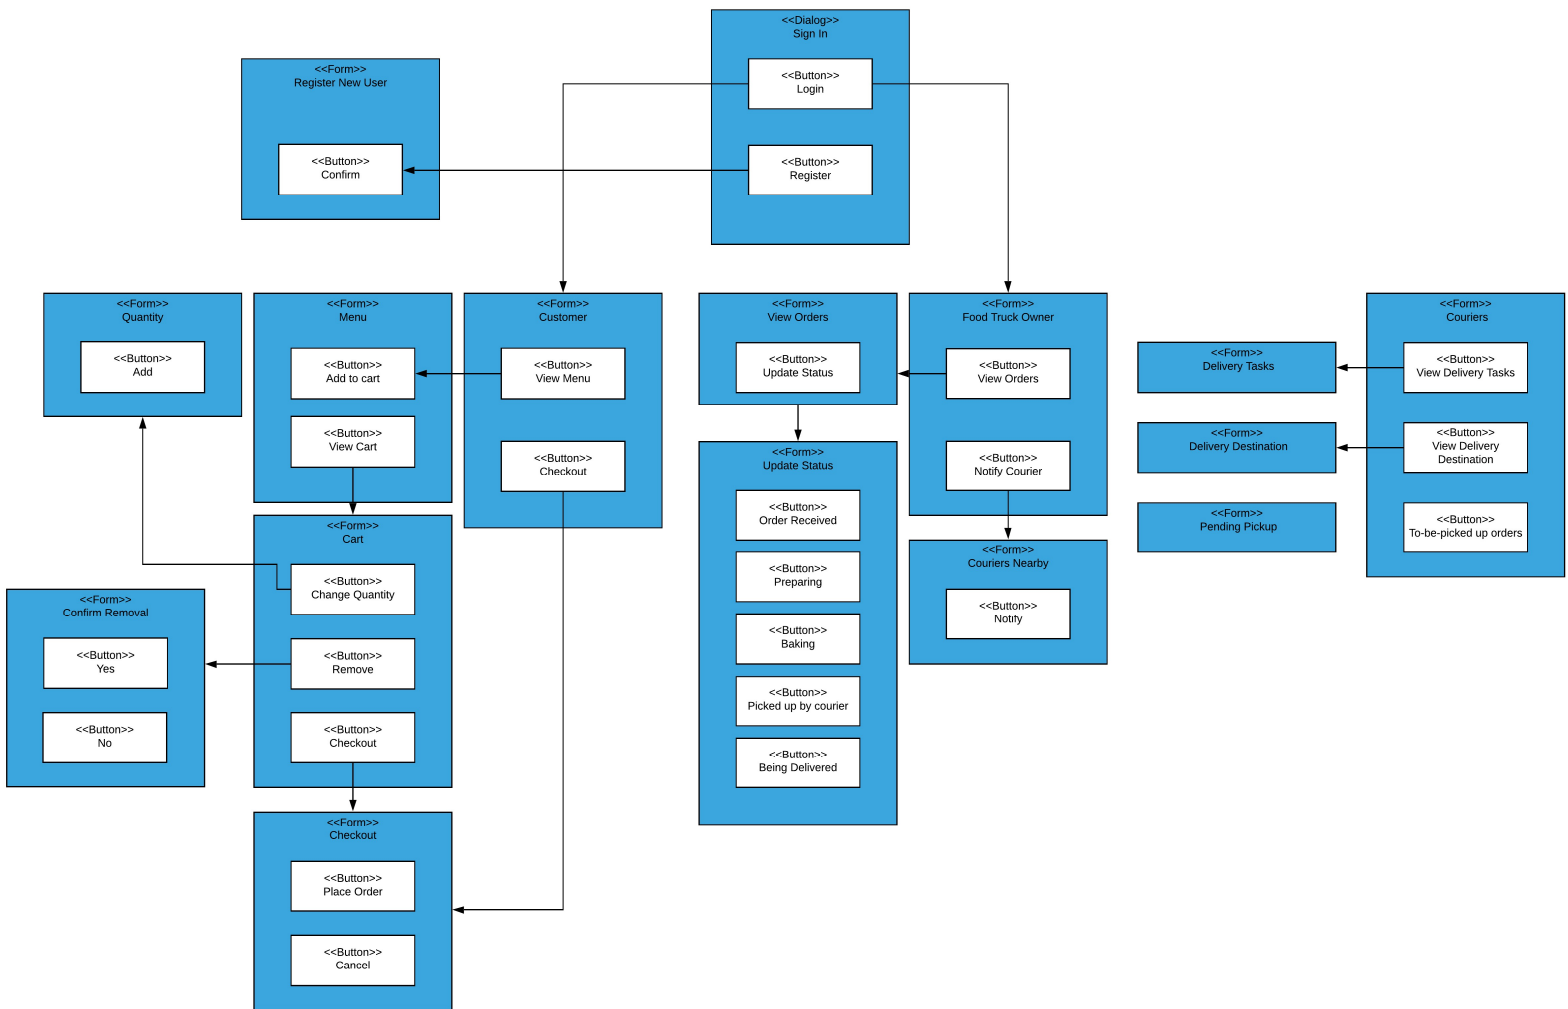 <<Dialog>>
Sign In
<<Button>>
Login
<<Button>>
Register
<<Form>>
Register New User
<<Button>>
Confirm
<<Form>>
Quantity
<<Button>>
Add
<<Form>>
Menu
<<Button>>
Add to cart
<<Button>>
View Cart
<<Form>>
Customer
<<Button>>
View Menu
<<Button>>
Checkout
<<Form>>
View Orders
<<Button>>
Update Status
<<Form>>
Food Truck Owner
<<Button>>
View Orders
<<Button>>
Notify Courier
<<Form>>
Delivery Tasks
<<Form>>
Delivery Destination
<<Form>>
Pending Pickup
<<Form>>
Couriers
<<Button>>
View Delivery Tasks
<<Button>>
View Delivery
Destination
<<Button>>
To-be-picked up orders
<<Form>>
Cart
<<Button>>
Change Quantity
<<Button>>
Remove
<<Button>>
Checkout
<<Form>>
Confirm Removal
<<Button>>
Yes
<<Button>>
No
<<Form>>
Update Status
<<Button>>
Order Received
<<Button>>
Preparing
<<Button>>
Baking
<<Button>>
Picked up by courier
<<Button>>
Being Delivered
<<Form>>
Couriers Nearby
<<Button>>
Notify
<<Form>>
Checkout
<<Button>>
Place Order
<<Button>>
Cancel